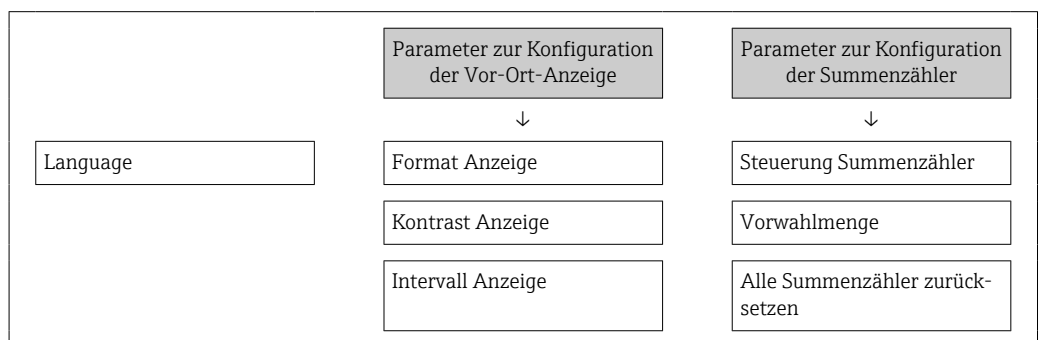 Parameter zur Konfiguration
der Vor-Ort-Anzeige
Parameter zur Konfiguration
der Summenzähler
↓
↓
Language
Format Anzeige
Steuerung Summenzähler
Kontrast Anzeige
Vorwahlmenge
Intervall Anzeige
Alle Summenzähler zurück-
setzen